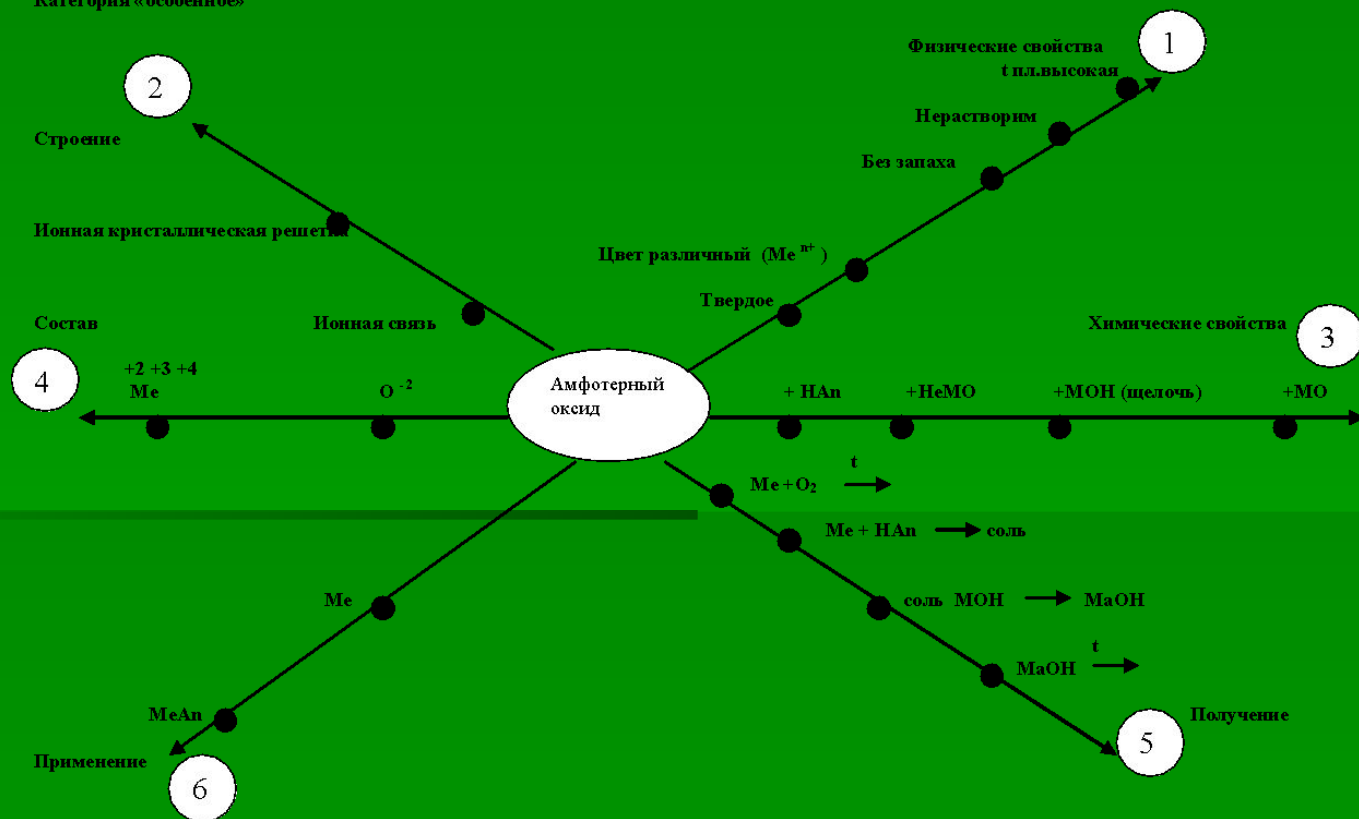 Категория «особенное»
1
Физические свойства
t пл.высокая
2
Нерастворим
Строение
Без запаха
Ионная кристаллическая решетка
Цвет различный (Me n+ )
Твердое
Состав
Ионная связь
Химические свойства
3
4
+2 +3 +4
Me
O -2
Амфотерный
оксид
+ HAn
+HeMO
+MOH (щелочь)
+MO
t
Me +O2
Me + HAn
соль
Me
соль MOH
MaOH
t
MaOH
MeAn
Получение
5
Применение
6